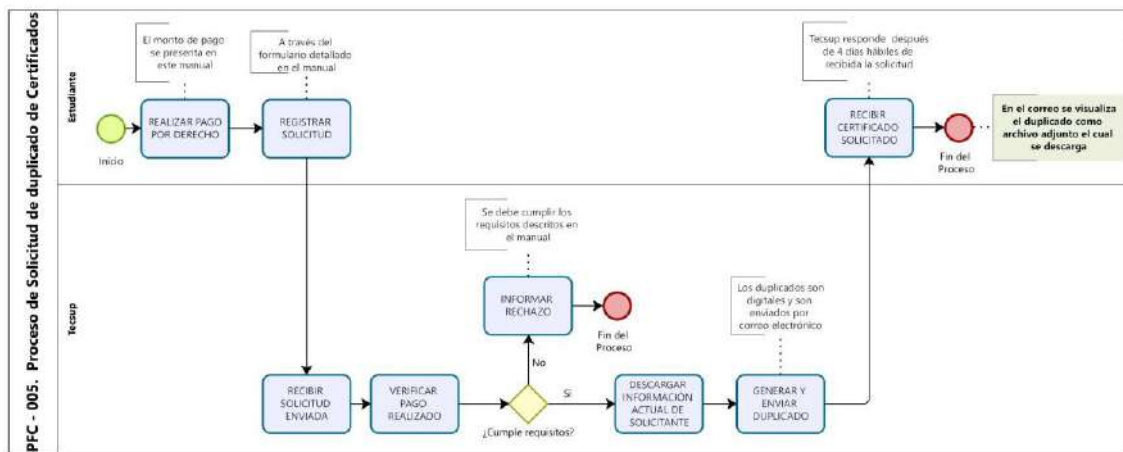 PFC - 005. Proceso de Solicitud de duplicado de Certificados
Estudiante
Inicio
El monto de pago
se presenta en
este manual
REALIZAR PAGO
POR DERECHO
A través del
formulario detallado
en el manual
REGISTRAR
SOLICITUD
Tecsup responde después
de 4 días hábiles de
recibida la solicitud
RECIBIR
CERTIFICADO
SOLICITADO
Fin del
Proceso
En el correo se visualiza
el duplicado como
archivo adjunto el cual
se descarga
Tecsup
RECIBIR
SOLICITUD
ENVIADA
VERIFICAR
PAGO
REALIZADO
¿Cumple requisitos?
No
Se debe cumplir los
requisitos descritos en
el manual
INFORMAR
RECHAZO
Fin del
Proceso
Sí
DESCARGAR
INFORMACIÓN
ACTUAL DE
SOLICITANTE
Los duplicados son
digitales y son
enviados por
correo electrónico
GENERAR Y
ENVIAR
DUPLICADO